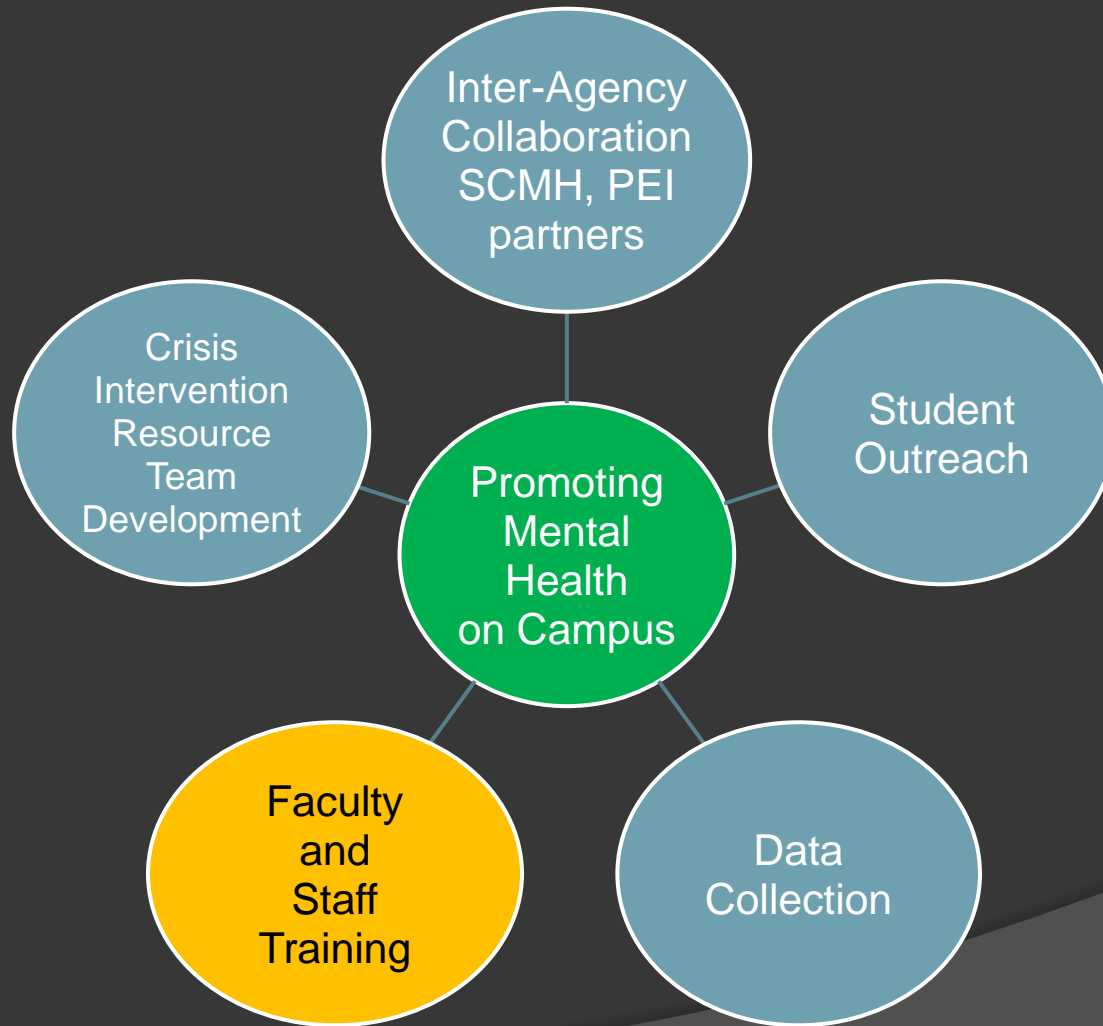 Inter-Agency
Collaboration
SCMH, PEI
partners
Crisis
Intervention
Resource
Team
Development
Student
Outreach
Promoting
Mental
Health
on Campus
Faculty
and
Staff
Training
Data
Collection